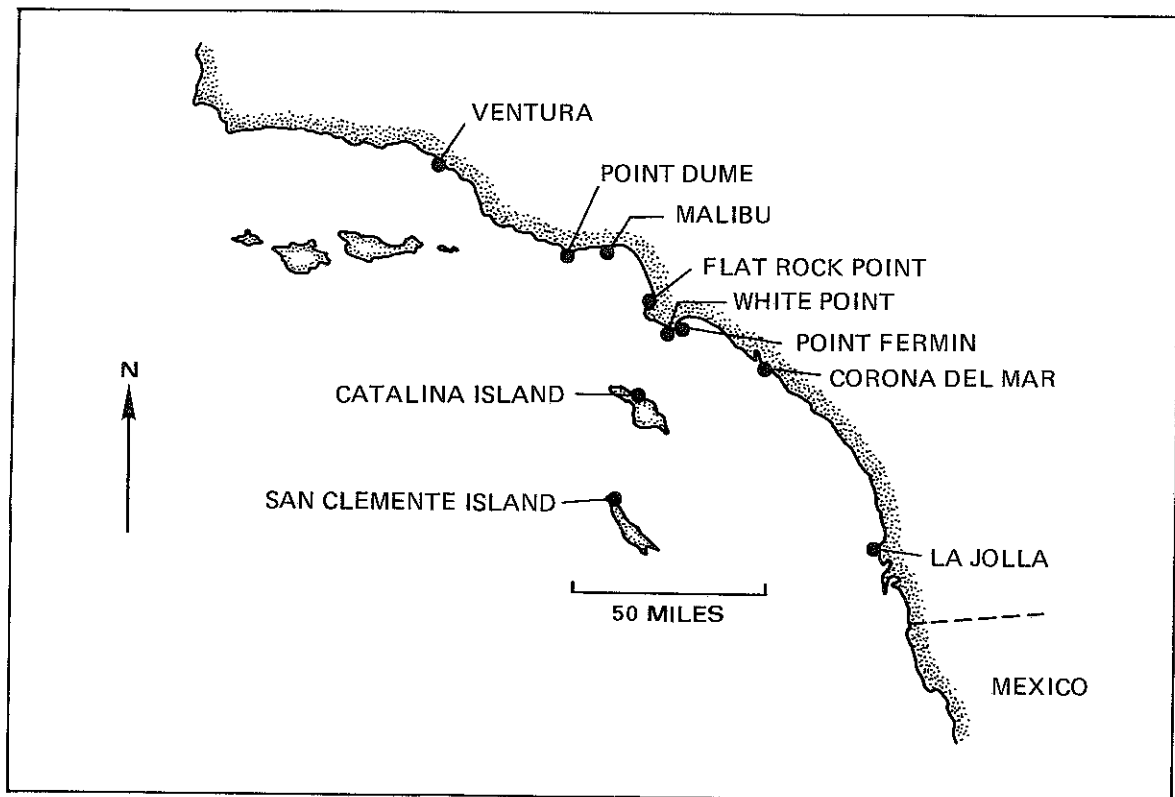 VENTURA
POINT DUME
MALIBU
FLAT ROCK POINT
WHITE POINT
POINT FERMIN
CORONA DEL MAR
N
CATALINA ISLAND
SAN CLEMENTE ISLAND
LA JOLLA
50 MILES
MEXICO